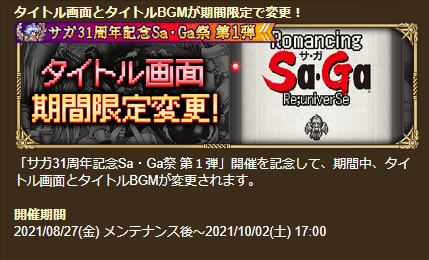 タイトル画面とタイトルBGMが期間限定で変更！
サガ31周年記念Sa・Ga祭 第1弾
タイトル画面
期間限定変更!
Romancing
サ・ガ
Sa・Ga
Re;univerSe
「サガ31周年記念Sa・Ga祭 第１弾」開催を記念して、期間中、タイ
トル画面とタイトルBGMが変更されます。
開催期間
2021/08/27(金) メンテナンス後～2021/10/02(土) 17:00